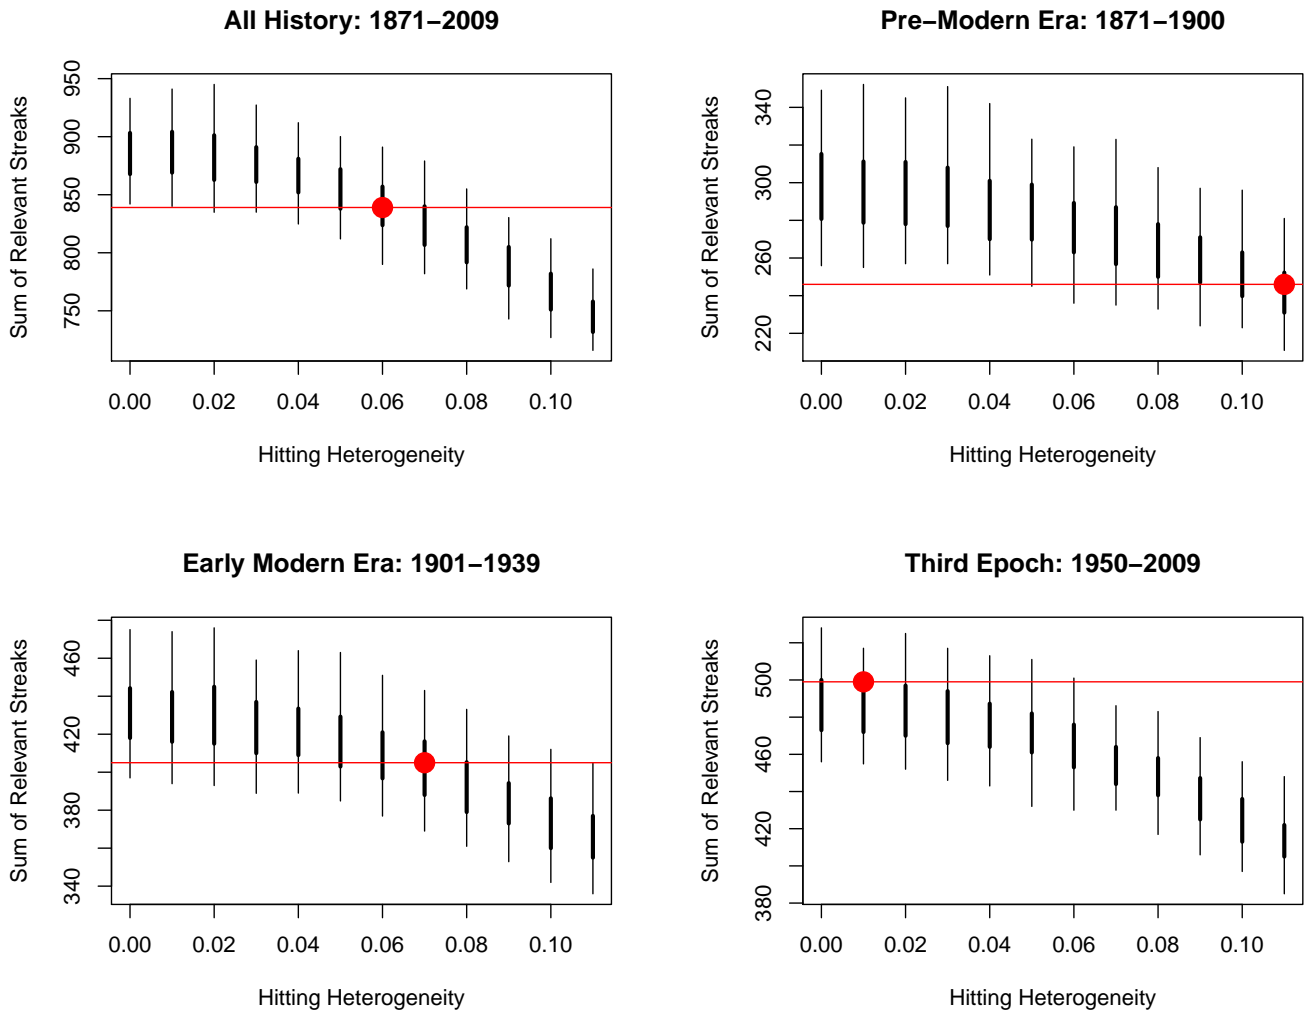 All History: 1871−2009
Sum of Relevant Streaks
950
900
850
800
750
0.00 0.02 0.04 0.06 0.08 0.10
Hitting Heterogeneity
Pre−Modern Era: 1871−1900
Sum of Relevant Streaks
340
300
260
220
0.00 0.02 0.04 0.06 0.08 0.10
Hitting Heterogeneity
Early Modern Era: 1901−1939
Sum of Relevant Streaks
460
420
380
340
0.00 0.02 0.04 0.06 0.08 0.10
Hitting Heterogeneity
Third Epoch: 1950−2009
Sum of Relevant Streaks
500
460
420
380
0.00 0.02 0.04 0.06 0.08 0.10
Hitting Heterogeneity